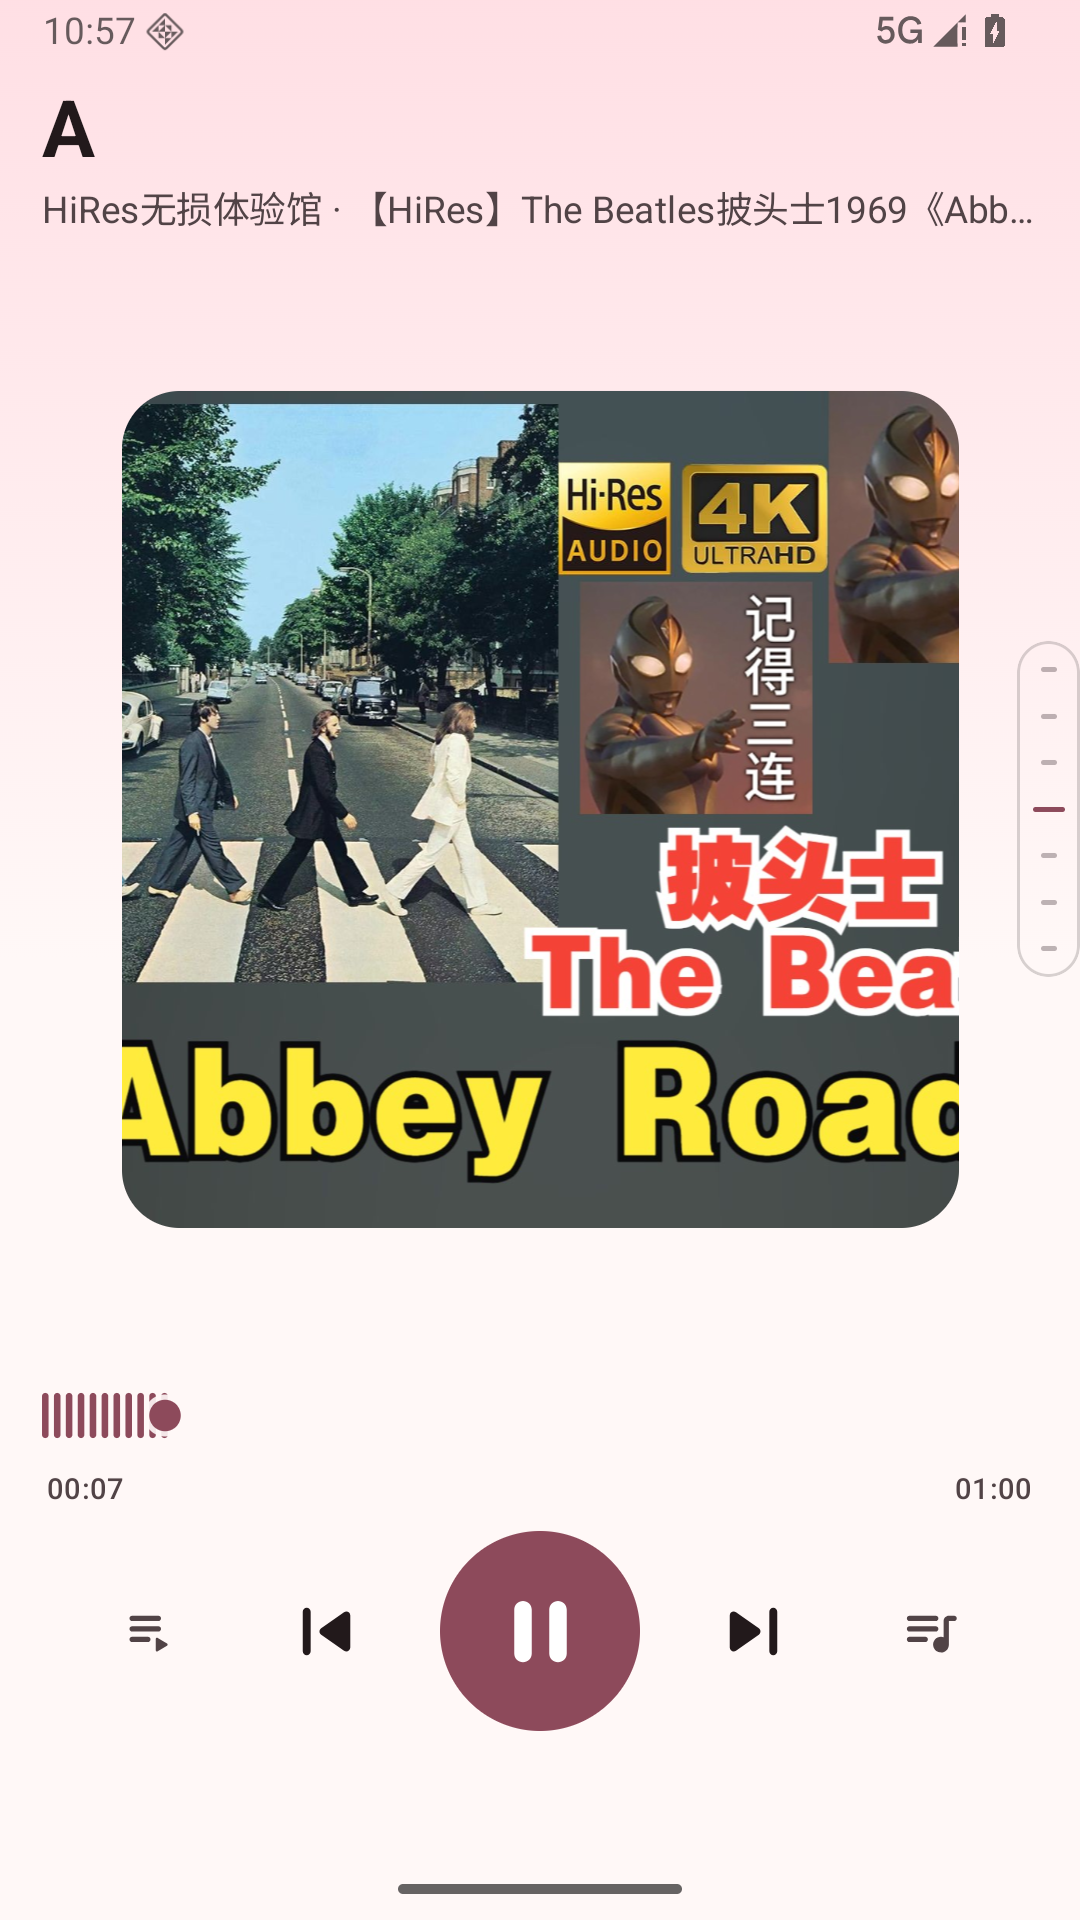 10:57
5G
A
HiRes无损体验馆 · 【HiRes】The Beatles披头士1969《Abb…
Hi-Res
AUDIO
4K
ULTRAHD
记得三连
披头士
The Bea
Abbey Road
00:07
01:00